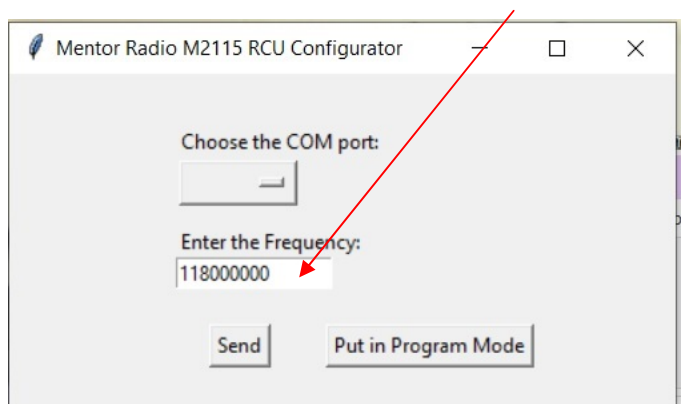 Mentor Radio M2115 RCU Configurator
Choose the COM port:
Enter the Frequency:
118000000
Send Put in Program Mode